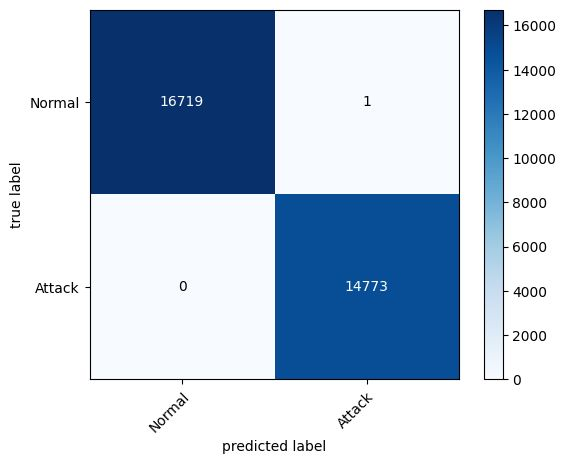 Normal
16719
1
Attack
0
14773
true label
Normal
Attack
predicted label
16000
14000
12000
10000
8000
6000
4000
2000
0